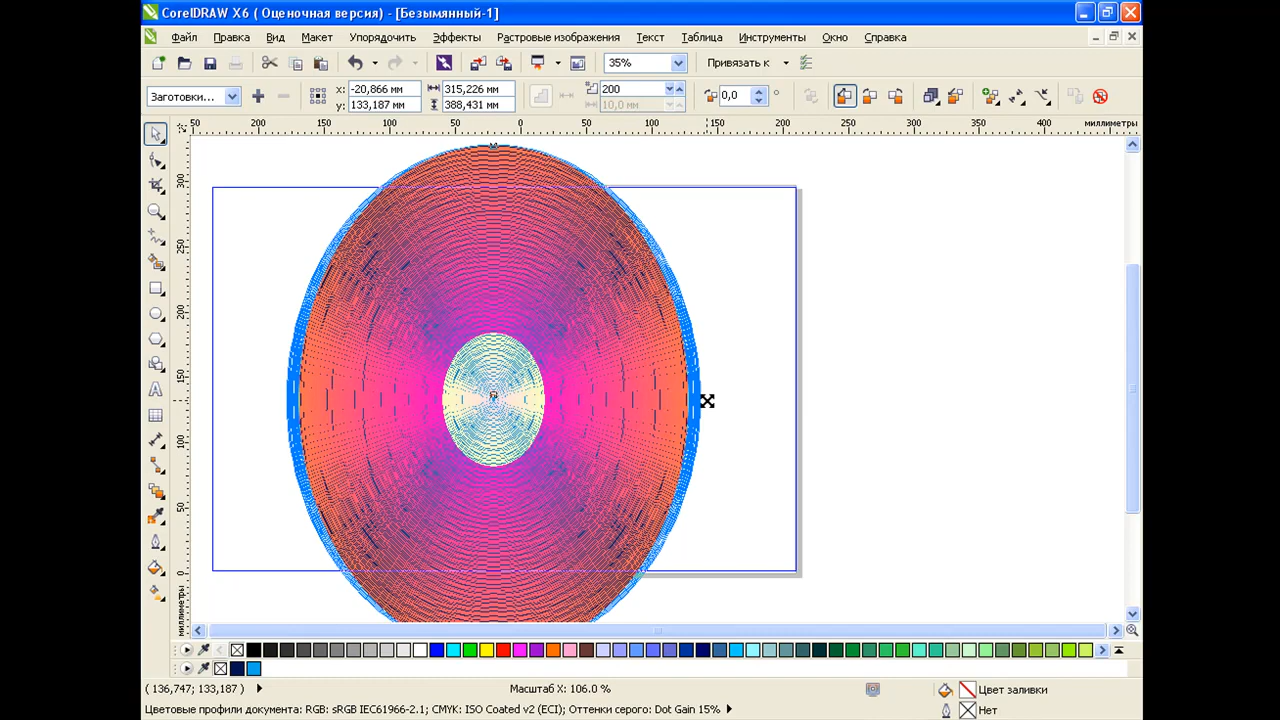 CorelDRAW X6 ( Оценочная версия) - [Безымянный-1]
Файл Правка Вид Макет Упорядочить Эффекты Растровые изображения Текст Таблица Инструменты Окно Справка
35% Привязать к
Заготовки... x: -20,866 мм 315,226 мм 200 0,0 °
y: 133,187 мм 388,431 мм 10,0 мм
50 200 150 100 50 0 50 100 150 200 250 300 350 400 миллиметры
300
250
200
150
100
50
0
миллиметры
( 136,747; 133,187 ) Масштаб X: 106.0 % Цвет заливки
Цветовые профили документа: RGB: sRGB IEC61966-2.1; CMYK: ISO Coated v2 (ECI); Оттенки серого: Dot Gain 15% Нет